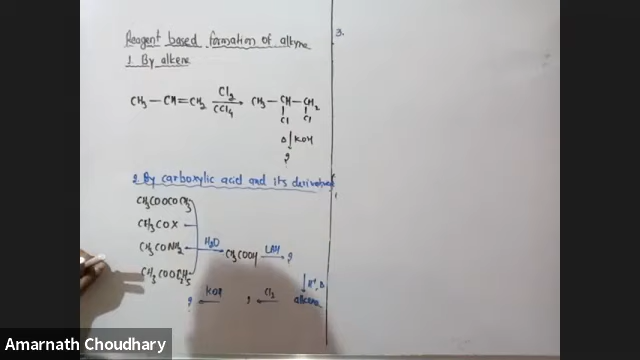 Reagent based formation of alkyne
1. By alkene
CH3-CH=CH2 Cl2/CCl4 → CH3-CH-CH2
Cl Cl
Δ ↓ KOH
?
2. By carboxylic acid and its derivatives
CH3COOCOCH3
CH3COX
CH3CONH2
CH3COOC2H5
H2O → CH3COOH LAH → ?
↓ H+, Δ
? ← KOH ? ← Cl2 alkene
3.
Amarnath Choudhary